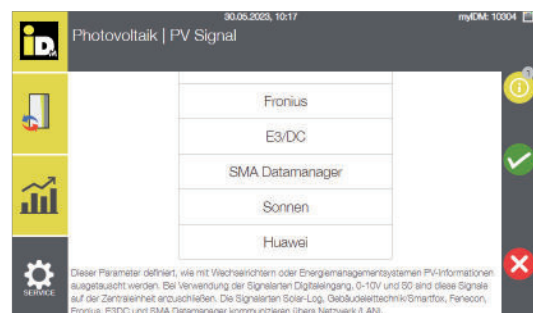 30.05.2023, 10:17
myIDM: 10304
iDM
Photovoltaik | PV Signal
1
Fronius
E3/DC
SMA Datamanager
Sonnen
Huawei
SERVICE
Dieser Parameter definiert, wie mit Wechselrichtern oder Energiemanagementsystemen PV-Informationen
ausgetauscht werden. Bei Verwendung der Signalarten Digitaleingang, 0-10V und S0 sind diese Signale
auf der Zentraleinheit anzuschließen. Die Signalarten Solar-Log, Gebäudeleittechnik/Smartfox, Fenecon,
Fronius, E3DC und SMA Datamanager kommunizieren übers Netzwerk (LAN).